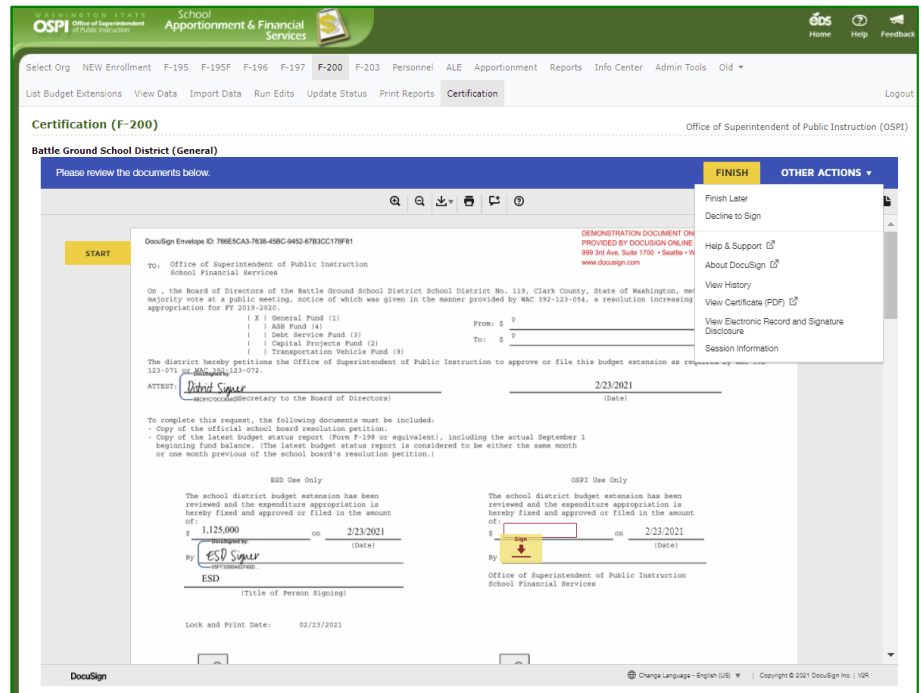 WASHINGTON STATE
OSPI Office of Superintendent of Public Instruction
School Apportionment & Financial Services
EDS Home Help Feedback
Select Org NEW Enrollment F-195 F-195F F-196 F-197 F-200 F-203 Personnel ALE Apportionment Reports Info Center Admin Tools Old
List Budget Extensions View Data Import Data Run Edits Update Status Print Reports Certification Logout
Certification (F-200) Office of Superintendent of Public Instruction (OSPI)
Battle Ground School District (General)
Please review the documents below. FINISH OTHER ACTIONS
Finish Later
Decline to Sign
Help & Support
About DocuSign
View History
View Certificate (PDF)
View Electronic Record and Signature Disclosure
Session Information
START
DocuSign Envelope ID: 786E5CA3-7638-45BC-9452-67B3CC178F81
DEMONSTRATION DOCUMENT ON
PROVIDED BY DOCUSIGN ONLINE
999 3rd Ave, Suite 1700 • Seattle • W
www.docusign.com
TO: Office of Superintendent of Public Instruction
School Financial Services
On , the Board of Directors of the Battle Ground School District School District No. 119, Clark County, State of Washington, met
majority vote at a public meeting, notice of which was given in the manner provided by WAC 392-123-054, a resolution increasing
appropriation for FY 2019-2020.
( X ) General Fund (1)
( ) ASB Fund (4)
( ) Debt Service Fund (3)
( ) Capital Projects Fund (2)
( ) Transportation Vehicle Fund (9)
From: $ 0
To: $ 0
The district hereby petitions the Office of Superintendent of Public Instruction to approve or file this budget extension as required by WAC 392
123-071 or WAC 392-123-072.
DocuSigned by:
ATTEST: District Signer 2/23/2021
(Secretary to the Board of Directors) (Date)
To complete this request, the following documents must be included:
- Copy of the official school board resolution petition.
- Copy of the latest budget status report (Form F-198 or equivalent), including the actual September 1
beginning fund balance. (The latest budget status report is considered to be either the same month
or one month previous of the school board's resolution petition.)
ESD Use Only
The school district budget extension has been
reviewed and the expenditure appropriation is
hereby fixed and approved or filed in the amount
of:
$ 1,125,000 on 2/23/2021
(Date)
DocuSigned by:
By ESD Signer
ESD
(Title of Person Signing)
OSPI Use Only
The school district budget extension has been
reviewed and the expenditure appropriation is
hereby fixed and approved or filed in the amount
of:
$ on 2/23/2021
(Date)
Sign
By
Office of Superintendent of Public Instruction
School Financial Services
Lock and Print Date: 02/23/2021
DocuSign Change Language - English (US) | Copyright © 2021 DocuSign Inc. | V2R